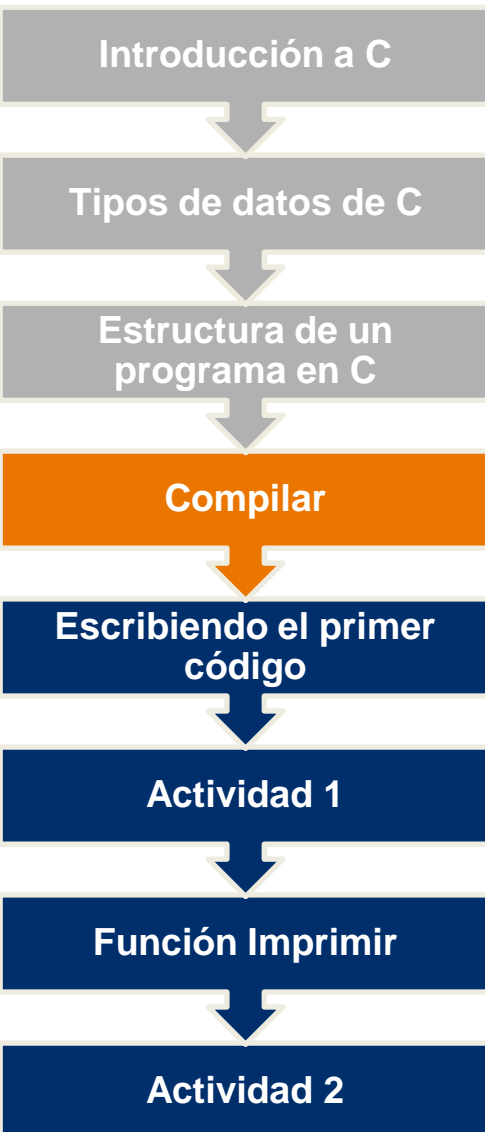 Introducción a C
Tipos de datos de C
Estructura de un
programa en C
Compilar
Escribiendo el primer
código
Actividad 1
Función Imprimir
Actividad 2